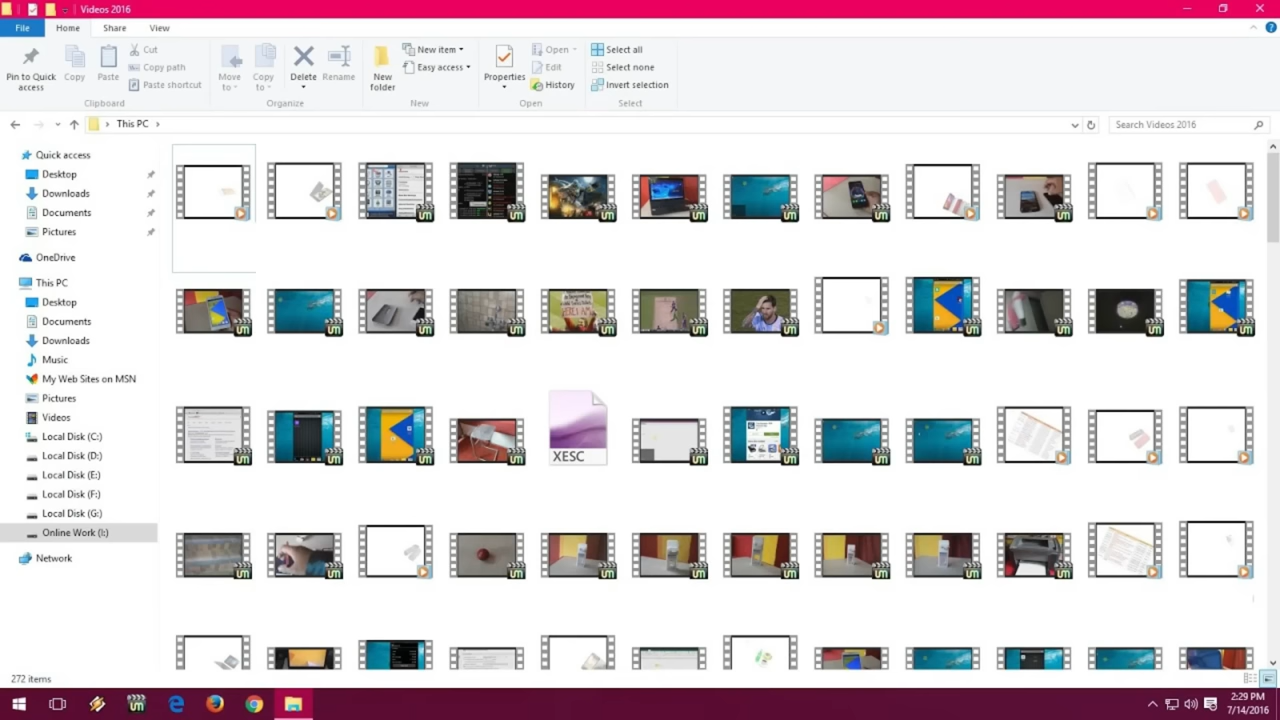 Videos 2016
File Home Share View
Pin to Quick access
Copy
Paste
Cut
Copy path
Paste shortcut
Clipboard
Move to
Copy to
Delete
Rename
Organize
New folder
New item
Easy access
New
Properties
Open
Edit
History
Open
Select all
Select none
Invert selection
Select
This PC
Search Videos 2016
Quick access
Desktop
Downloads
Documents
Pictures
OneDrive
This PC
Desktop
Documents
Downloads
Music
My Web Sites on MSN
Pictures
Videos
Local Disk (C:)
Local Disk (D:)
Local Disk (E:)
Local Disk (F:)
Local Disk (G:)
Online Work (I:)
Network
XESC
272 items
2:29 PM
7/14/2016